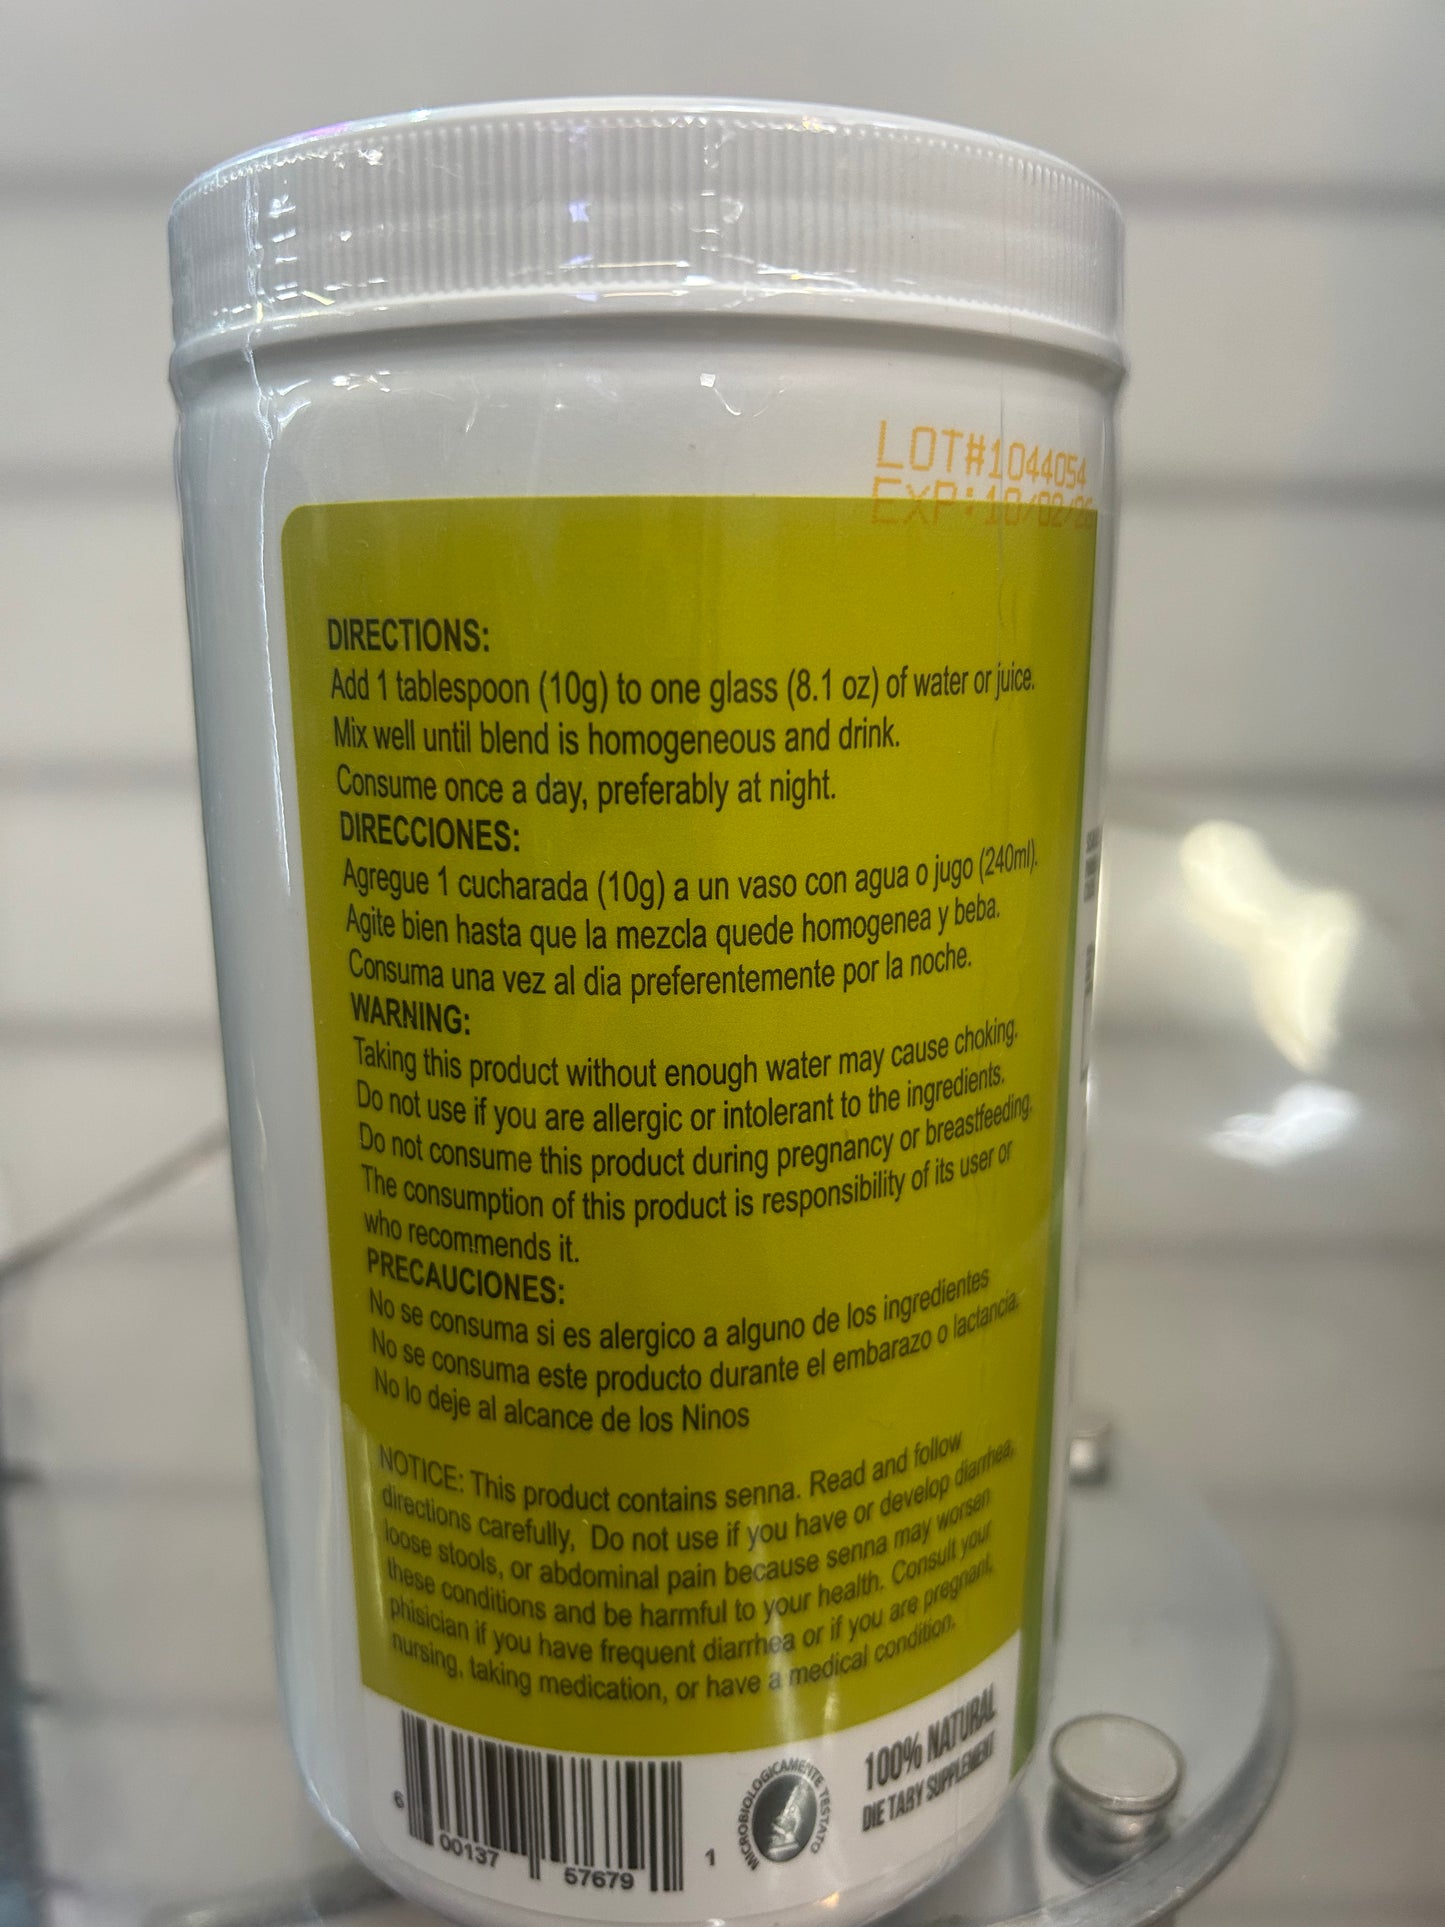 LOT#1044054
EXP:10/02/26
DIRECTIONS:
Add 1 tablespoon (10g) to one glass (8.1 oz) of water or juice.
Mix well until blend is homogeneous and drink.
Consume once a day, preferably at night.
DIRECCIONES:
Agregue 1 cucharada (10g) a un vaso con agua o jugo (240ml).
Agite bien hasta que la mezcla quede homogenea y beba.
Consuma una vez al dia preferentemente por la noche.
WARNING:
Taking this product without enough water may cause choking.
Do not use if you are allergic or intolerant to the ingredients.
Do not consume this product during pregnancy or breastfeeding.
The consumption of this product is responsibility of its user or
who recommends it.
PRECAUCIONES:
No se consuma si es alergico a alguno de los ingredientes
No se consuma este producto durante el embarazo o lactancia.
No lo deje al alcance de los Ninos
NOTICE: This product contains senna. Read and follow
directions carefully, Do not use if you have or develop diarrhea,
loose stools, or abdominal pain because senna may worsen
these conditions and be harmful to your health. Consult your
phisician if you have frequent diarrhea or if you are pregnant,
nursing, taking medication, or have a medical condition.
6 00137 57679 1
MICROBIOLOGICAMENTE TESTATO
100% NATURAL
DIETARY SUPPLEMENT